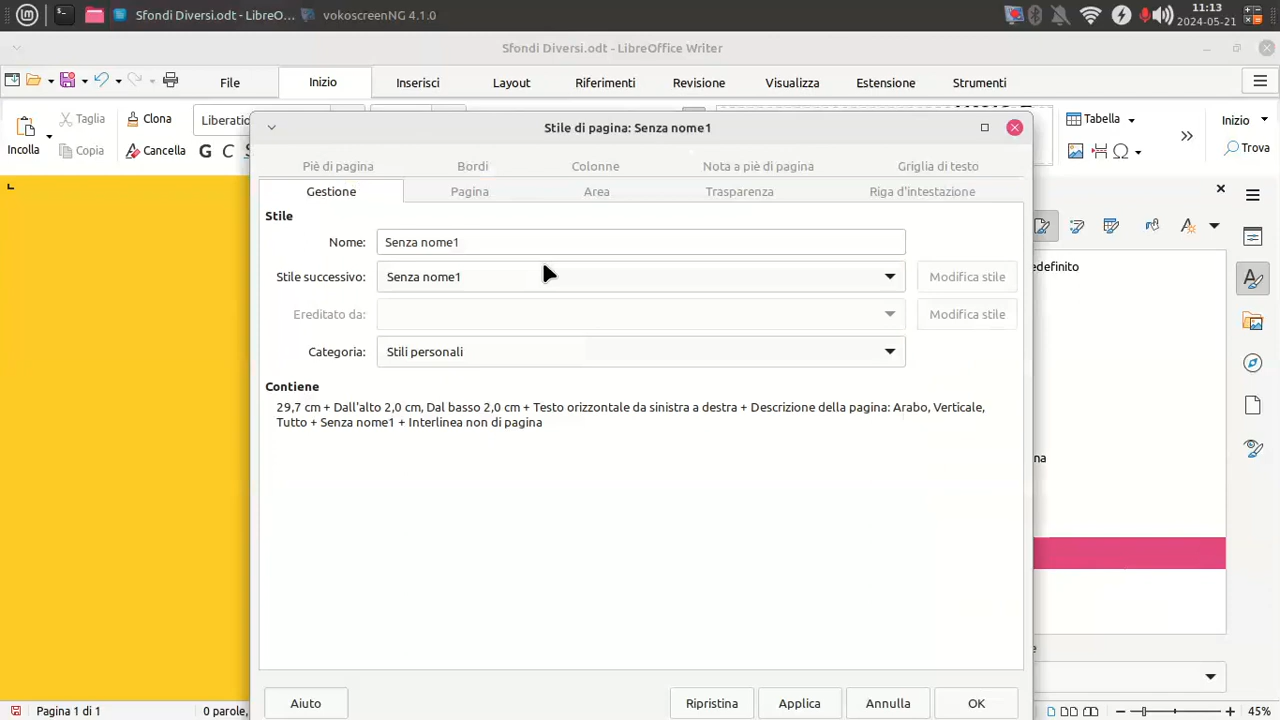 Sfondi Diversi.odt - LibreO...
vokoscreenNG 4.1.0
11:13
2024-05-21
Sfondi Diversi.odt - LibreOffice Writer
File
Inizio
Inserisci
Layout
Riferimenti
Revisione
Visualizza
Estensione
Strumenti
Incolla
Taglia
Clona
Copia
Cancella
Liberatio
G
C
Tabella
Inizio
Trova
Stile di pagina: Senza nome1
Piè di pagina
Bordi
Colonne
Nota a piè di pagina
Griglia di testo
Gestione
Pagina
Area
Trasparenza
Riga d'intestazione
Stile
Nome:
Senza nome1
Stile successivo:
Senza nome1
Modifica stile
Ereditato da:
Modifica stile
Categoria:
Stili personali
Contiene
29,7 cm + Dall'alto 2,0 cm, Dal basso 2,0 cm + Testo orizzontale da sinistra a destra + Descrizione della pagina: Arabo, Verticale,
Tutto + Senza nome1 + Interlinea non di pagina
Aiuto
Ripristina
Applica
Annulla
OK
edefinito
na
Pagina 1 di 1
0 parole,
45%